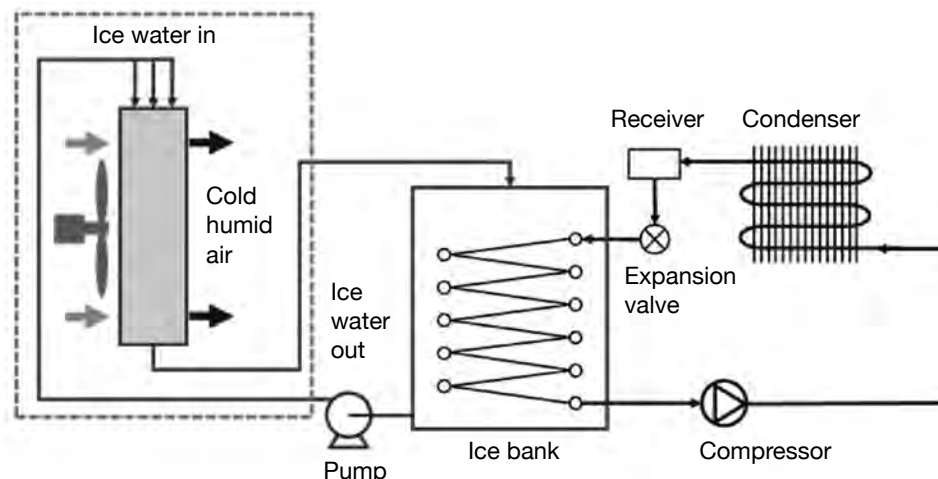 Ice water in
Cold
humid
air
Ice
water
out
Pump
Ice bank
Receiver
Condenser
Expansion
valve
Compressor